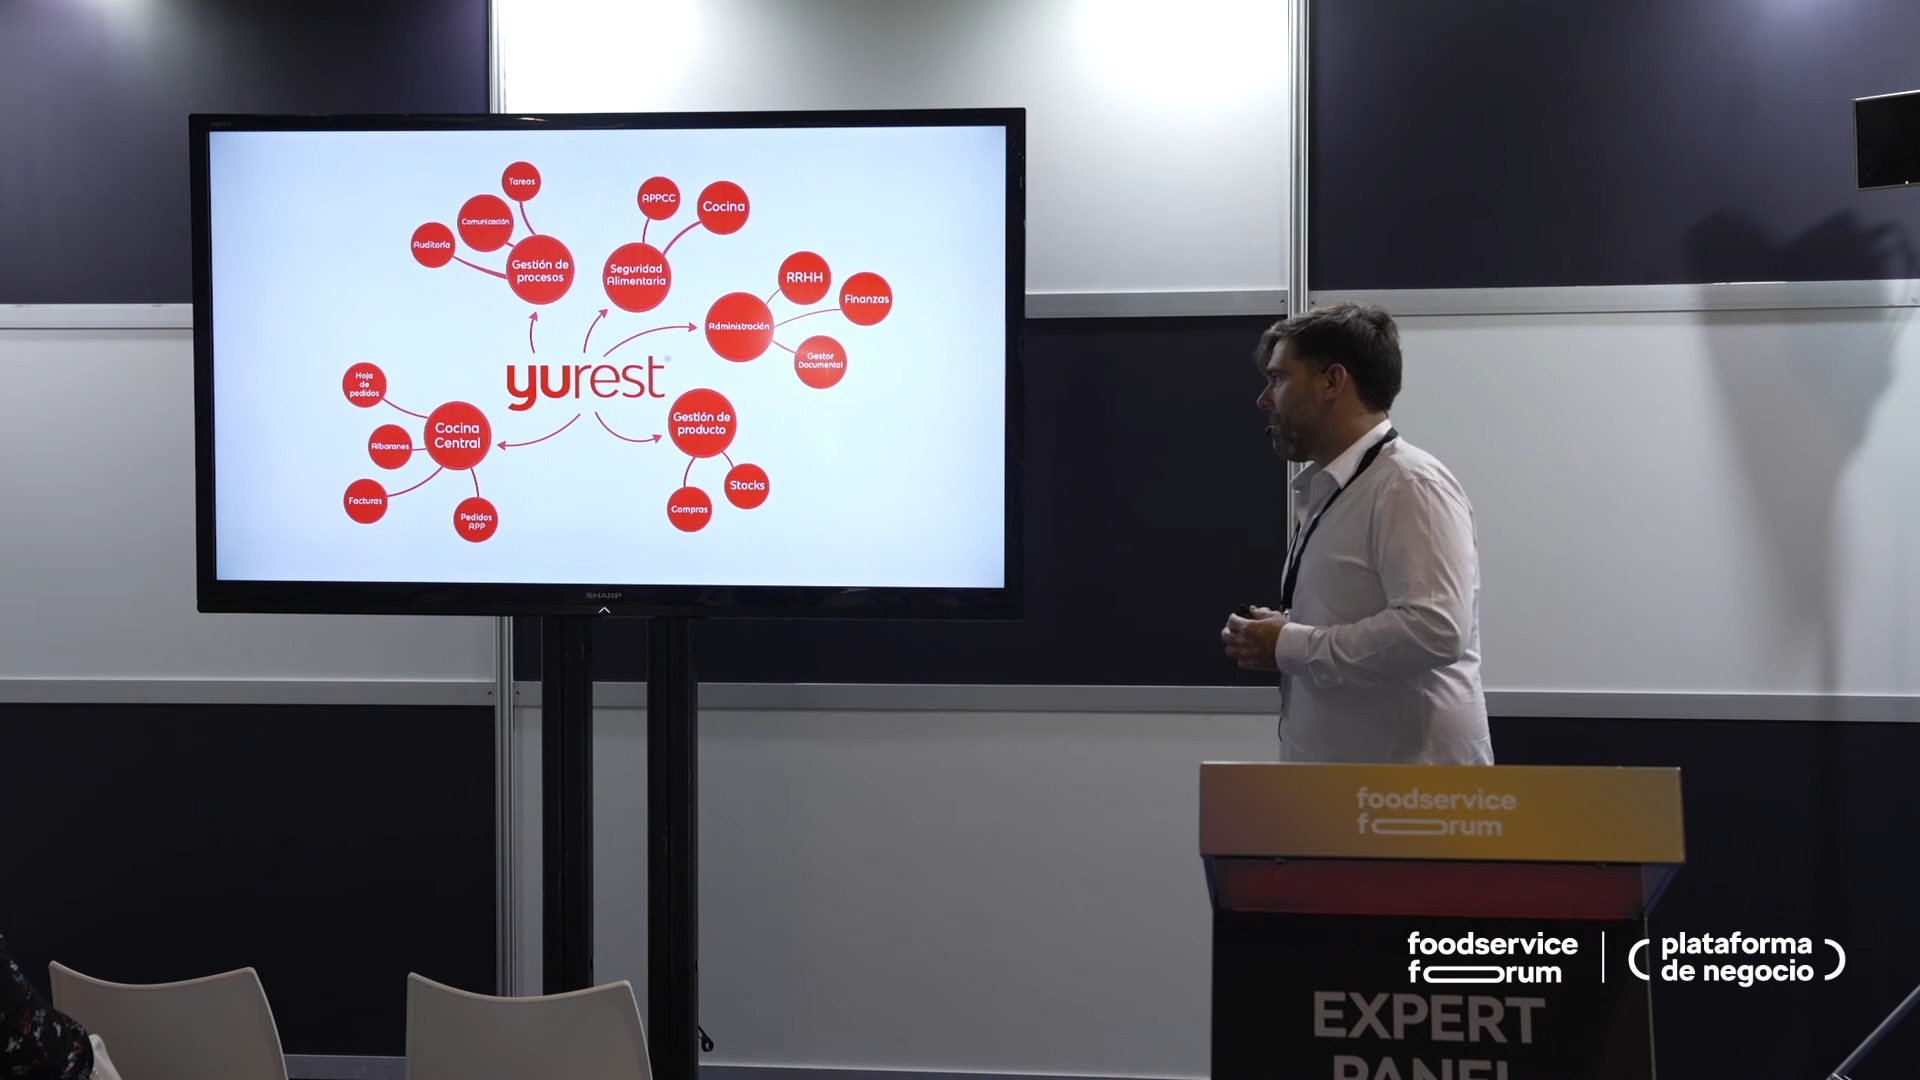 Tareas
Comunicación
Auditoría
Gestión de
procesos
APPCC
Cocina
Seguridad
Alimentaria
RRHH
Finanzas
Administración
Gestor
Documental
yurest®
Hoja
de
pedidos
Cocina
Central
Albaranes
Facturas
Pedidos
APP
Gestión de
producto
Stocks
Compras
SHARP
foodservice
forum
EXPERT
PANEL
foodservice
forum
plataforma
de negocio